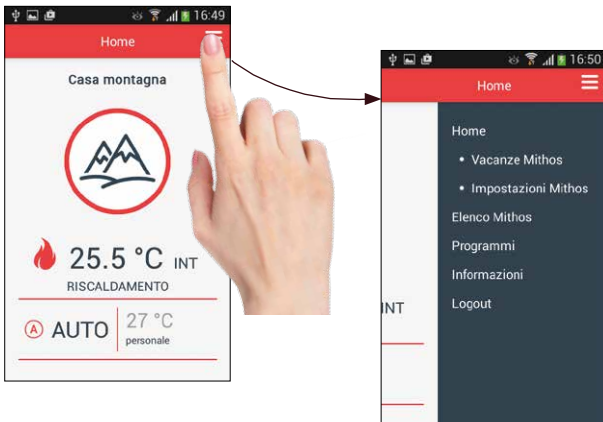 16:49
Home
Casa montagna
25.5 °C INT
RISCALDAMENTO
A AUTO
27 °C
personale
16:50
Home
Home
• Vacanze Mithos
• Impostazioni Mithos
Elenco Mithos
Programmi
Informazioni
Logout
INT